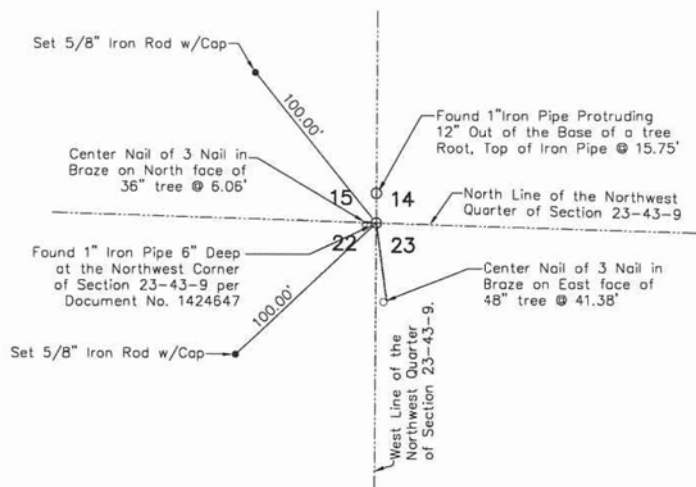 Set 5/8" Iron Rod w/Cap
100.00'
Found 1"Iron Pipe Protruding
12" Out of the Base of a tree
Root, Top of Iron Pipe @ 15.75'
Center Nail of 3 Nail in
Braze on North face of
36" tree @ 6.06'
15
14
North Line of the Northwest
Quarter of Section 23-43-9
22
23
Found 1" Iron Pipe 6" Deep
at the Northwest Corner
of Section 23-43-9 per
Document No. 1424647
Center Nail of 3 Nail in
Braze on East face of
48" tree @ 41.38'
100.00'
Set 5/8" Iron Rod w/Cap
West Line of the
Northwest Quarter
of Section 23-43-9.